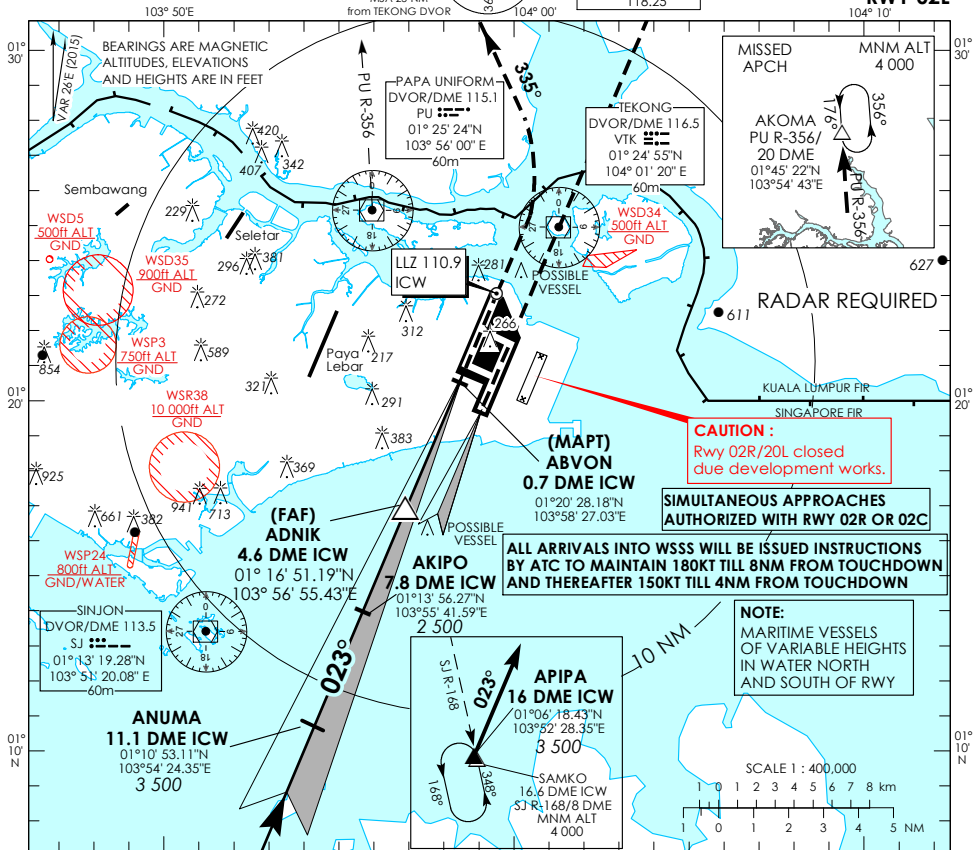 MSA 25 NM
from TEKONG DVOR
118.25
RWY 02L
103° 50'E
104° 00'
104° 10'
01°
30'
01°
30'
VAR 26'E (2015)
BEARINGS ARE MAGNETIC
ALTITUDES, ELEVATIONS
AND HEIGHTS ARE IN FEET
PU R-356
335°
PAPA UNIFORM
DVOR/DME 115.1
PU
01° 25' 24"N
103° 56' 00" E
60m
TEKONG
DVOR/DME 116.5
VTK
01° 24' 55"N
104° 01' 20" E
60m
MISSED
APCH
MNM ALT
4 000
176°
356°
AKOMA
PU R-356/
20 DME
01°45' 22"N
103°54' 43"E
PU R-356
420
407
342
Sembawang
229
Seletar
296
381
WSD5
500ft ALT
GND
WSD35
900ft ALT
GND
WSP3
750ft ALT
GND
854
272
589
321
WSR38
10 000ft ALT
GND
0
9
18
27
0
9
18
27
WSD34
500ft ALT
GND
LLZ 110.9
ICW
281
POSSIBLE
VESSEL
266
312
217
Paya
Lebar
291
383
627
RADAR REQUIRED
611
KUALA LUMPUR FIR
SINGAPORE FIR
01°
20'
01°
20'
CAUTION :
Rwy 02R/20L closed
due development works.
(MAPT)
ABVON
0.7 DME ICW
01°20' 28.18"N
103°58' 27.03"E
SIMULTANEOUS APPROACHES
AUTHORIZED WITH RWY 02R OR 02C
925
369
941
713
661
382
WSP24
800ft ALT
GND/WATER
(FAF)
ADNIK
4.6 DME ICW
01° 16' 51.19"N
103° 56' 55.43"E
POSSIBLE
VESSEL
AKIPO
7.8 DME ICW
01°13' 56.27"N
103°55' 41.59"E
2 500
ALL ARRIVALS INTO WSSS WILL BE ISSUED INSTRUCTIONS
BY ATC TO MAINTAIN 180KT TILL 8NM FROM TOUCHDOWN
AND THEREAFTER 150KT TILL 4NM FROM TOUCHDOWN
SINJON
DVOR/DME 113.5
SJ
01° 13' 19.28"N
103° 51' 20.08" E
60m
0
9
18
27
023°
NOTE:
MARITIME VESSELS
OF VARIABLE HEIGHTS
IN WATER NORTH
AND SOUTH OF RWY
10 NM
ANUMA
11.1 DME ICW
01°10' 53.11"N
103°54' 24.35"E
3 500
SJ R-168
023°
APIPA
16 DME ICW
01°06' 18.43"N
103°52' 28.35"E
3 500
168°
348°
SAMKO
16.6 DME ICW
SJ R-168/8 DME
MNM ALT
4 000
01°
10'
N
01°
10'
N
SCALE 1 : 400,000
1 0 1 2 3 4 5 6 7 8 km
1 0 1 2 3 4 5 NM